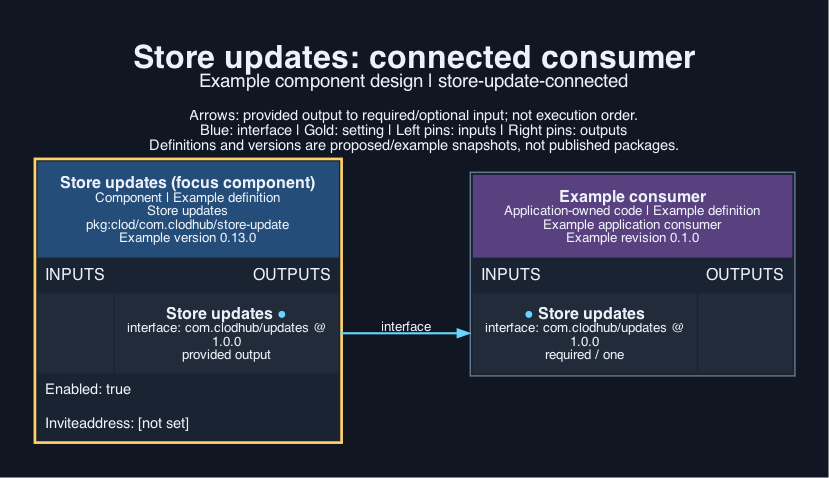 Store updates: connected consumer
Example component design | store-update-connected
Arrows: provided output to required/optional input; not execution order.
Blue: interface | Gold: setting | Left pins: inputs | Right pins: outputs
Definitions and versions are proposed/example snapshots, not published packages.
Store updates (focus component)
Component | Example definition
Store updates
pkg:clod/com.clodhub/store-update
Example version 0.13.0
INPUTS
OUTPUTS
Store updates
interface: com.clodhub/updates @
1.0.0
provided output
Enabled: true
Inviteaddress: [not set]
interface
Example consumer
Application-owned code | Example definition
Example application consumer
Example revision 0.1.0
INPUTS
OUTPUTS
Store updates
interface: com.clodhub/updates @
1.0.0
required / one